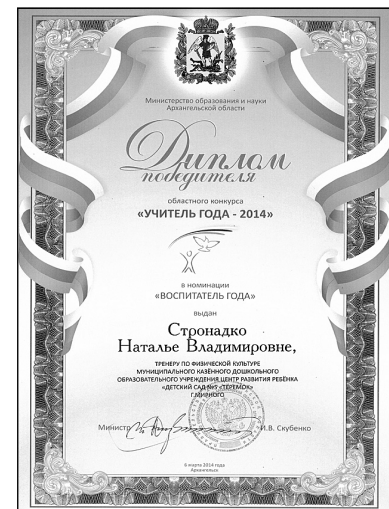 Министерство образования и науки
Архангельской области
Диплом
победителя
областного конкурса
«УЧИТЕЛЬ ГОДА - 2014»
в номинации
«ВОСПИТАТЕЛЬ ГОДА»
выдан
Стронадко
Наталье Владимировне,
ТРЕНЕРУ ПО ФИЗИЧЕСКОЙ КУЛЬТУРЕ
МУНИЦИПАЛЬНОГО КАЗЁННОГО ДОШКОЛЬНОГО
ОБРАЗОВАТЕЛЬНОГО УЧРЕЖДЕНИЯ ЦЕНТР РАЗВИТИЯ РЕБЁНКА
«ДЕТСКИЙ САД №5 «ТЕРЕМОК»
Г.МИРНОГО
Министр И.В. Скубенко
6 марта 2014 года
Архангельск